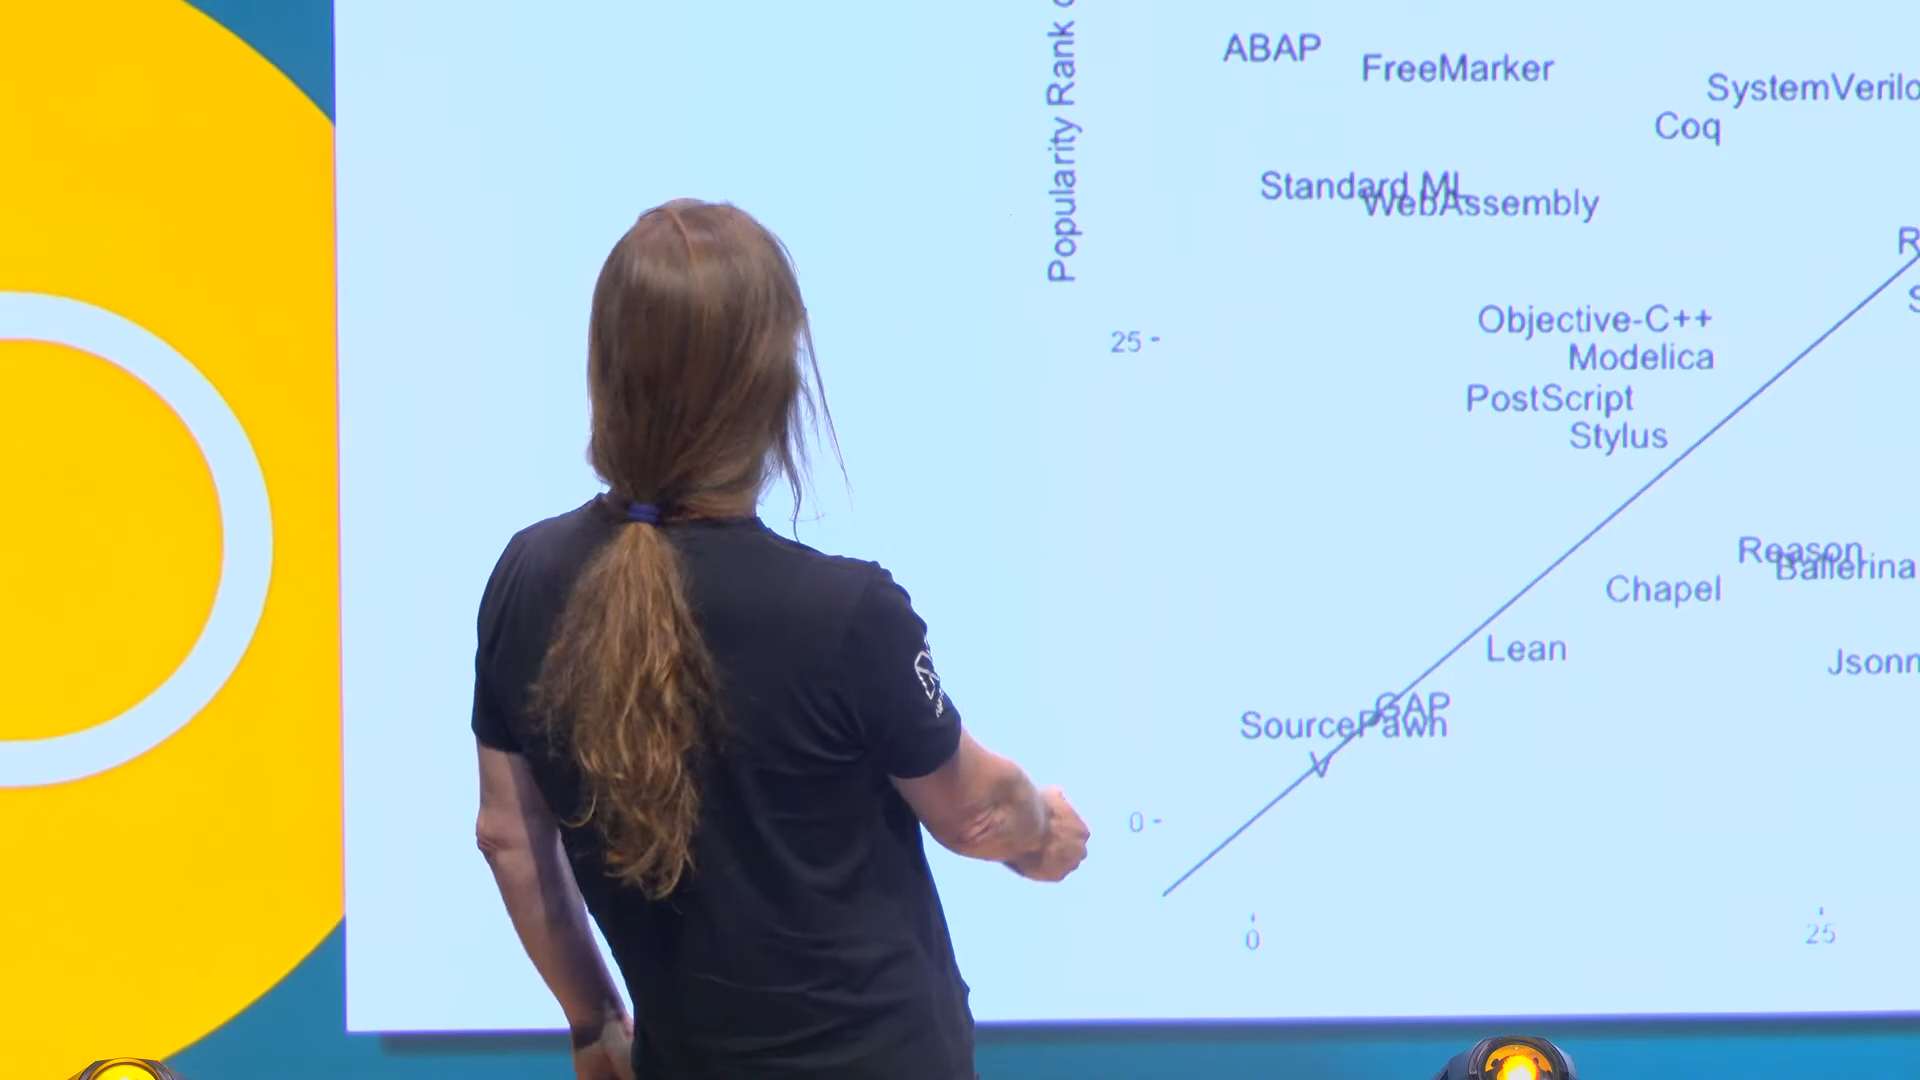 Popularity Rank
ABAP
FreeMarker
SystemVerilo
Coq
Standard ML
WebAssembly
R
25
Objective-C++
Modelica
PostScript
Stylus
Reason
Ballerina
Chapel
Lean
Jsonn
GAP
SourcePawn
V
0
0
25